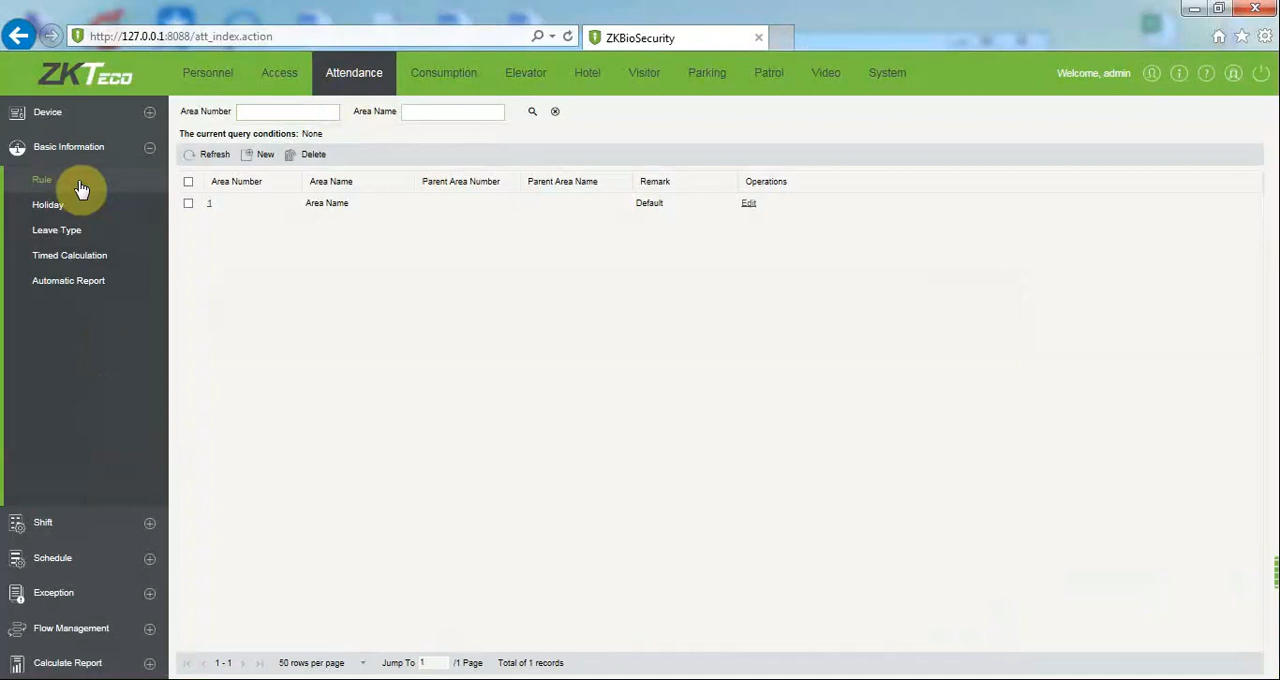 http://127.0.0.1:8088/att_index.action
ZKBioSecurity
ZKTeco
Personnel Access Attendance Consumption Elevator Hotel Visitor Parking Patrol Video System
Welcome, admin
Device
Basic Information
Rule
Holiday
Leave Type
Timed Calculation
Automatic Report
Shift
Schedule
Exception
Flow Management
Calculate Report
Area Number Area Name
The current query conditions: None
Refresh New Delete
Area Number Area Name Parent Area Number Parent Area Name Remark Operations
1 Area Name Default Edit
1 - 1 50 rows per page Jump To 1 /1 Page Total of 1 records